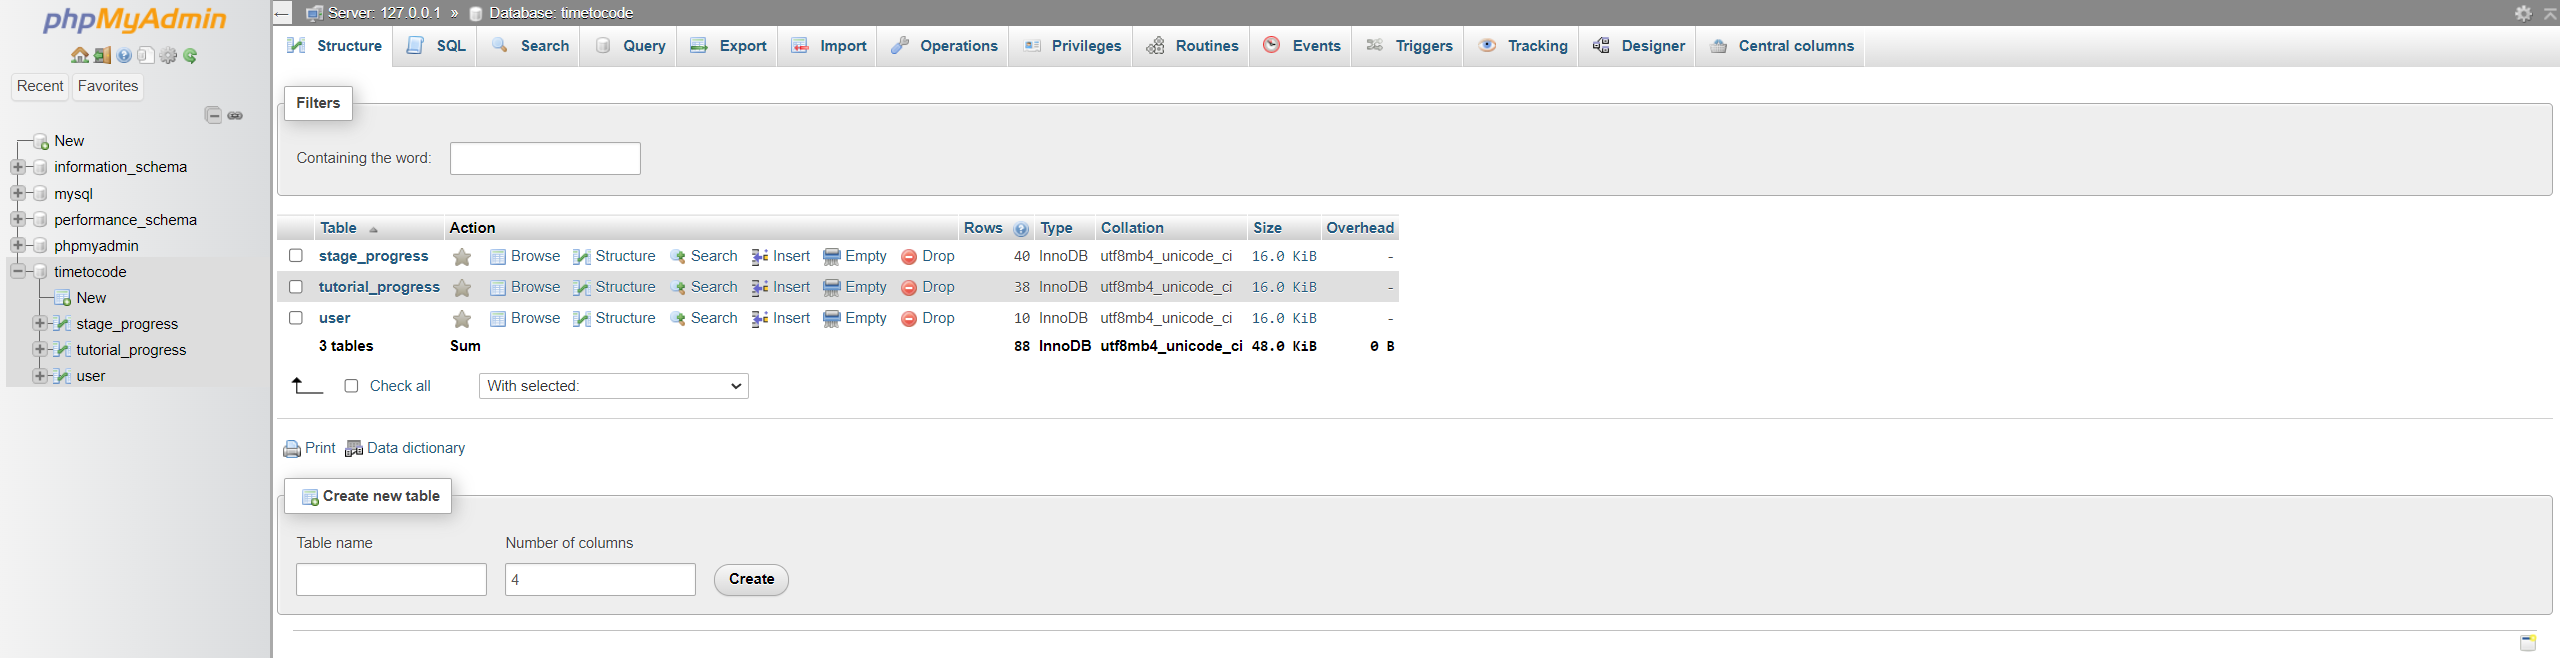 phpMyAdmin
Recent Favorites
New
information_schema
mysql
performance_schema
phpmyadmin
timetocode
New
stage_progress
tutorial_progress
user
Server: 127.0.0.1 » Database: timetocode
Structure SQL Search Query Export Import Operations Privileges Routines Events Triggers Tracking Designer Central columns
Filters
Containing the word:
Table Action Rows Type Collation Size Overhead
stage_progress Browse Structure Search Insert Empty Drop 40 InnoDB utf8mb4_unicode_ci 16.0 KiB -
tutorial_progress Browse Structure Search Insert Empty Drop 38 InnoDB utf8mb4_unicode_ci 16.0 KiB -
user Browse Structure Search Insert Empty Drop 10 InnoDB utf8mb4_unicode_ci 16.0 KiB -
3 tables Sum 88 InnoDB utf8mb4_unicode_ci 48.0 KiB 0 B
Check all With selected:
Print Data dictionary
Create new table
Table name Number of columns
4 Create